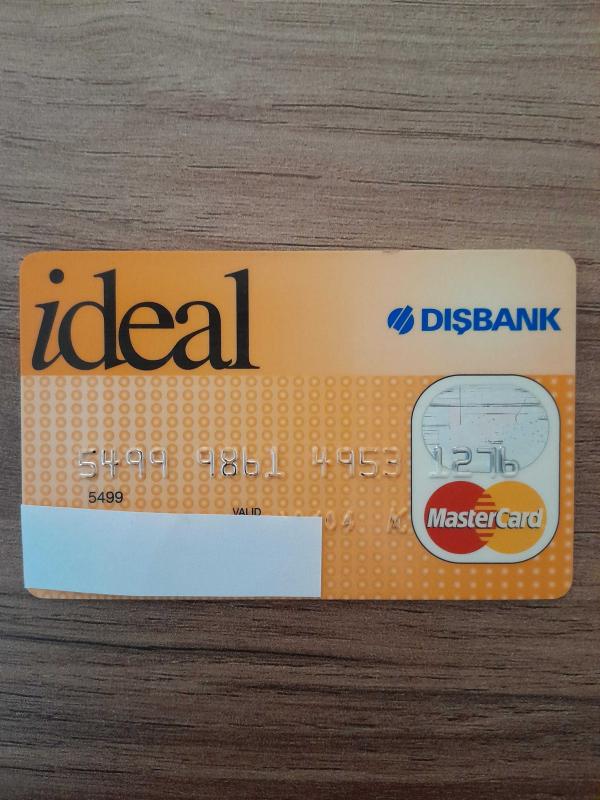 ideal
DIŞBANK
5499 9861 4953 1276
5499
VALID
MasterCard